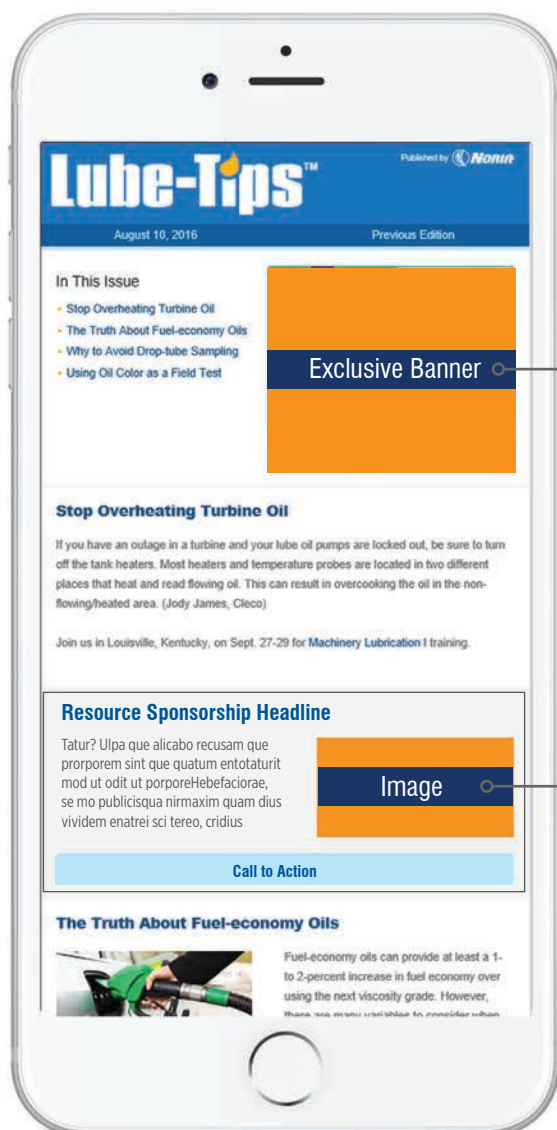 Lube-Tips™
Published by Noria
August 10, 2016
Previous Edition
In This Issue
• Stop Overheating Turbine Oil
• The Truth About Fuel-economy Oils
• Why to Avoid Drop-tube Sampling
• Using Oil Color as a Field Test
Exclusive Banner
Stop Overheating Turbine Oil
If you have an outage in a turbine and your lube oil pumps are locked out, be sure to turn
off the tank heaters. Most heaters and temperature probes are located in two different
places that heat and read flowing oil. This can result in overcooking the oil in the non-
flowing/heated area. (Jody James, Cleco)
Join us in Louisville, Kentucky, on Sept. 27-29 for Machinery Lubrication I training.
Resource Sponsorship Headline
Tatur? Ulpa que alicabo recusam que
prorporem sint que quatum entotaturit
mod ut odit ut porporeHebefaciorae,
se mo publicisqua nirmaxim quam dius
vividem enatrei sci tereo, cridius
Image
Call to Action
The Truth About Fuel-economy Oils
Fuel-economy oils can provide at least a 1-
to 2-percent increase in fuel economy over
using the next viscosity grade. However,
there are many variables to consider when